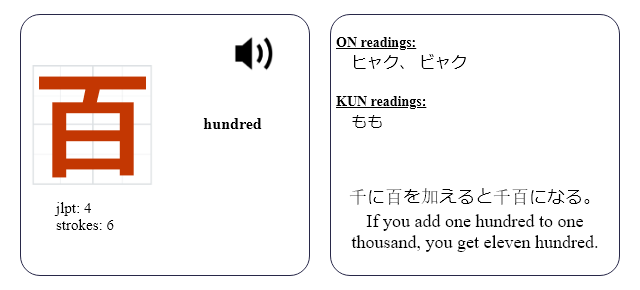 百
hundred
jlpt: 4
strokes: 6
ON readings:
ヒャク、 ビャク
KUN readings:
もも
千に百を加えると千百になる。
If you add one hundred to one
thousand, you get eleven hundred.